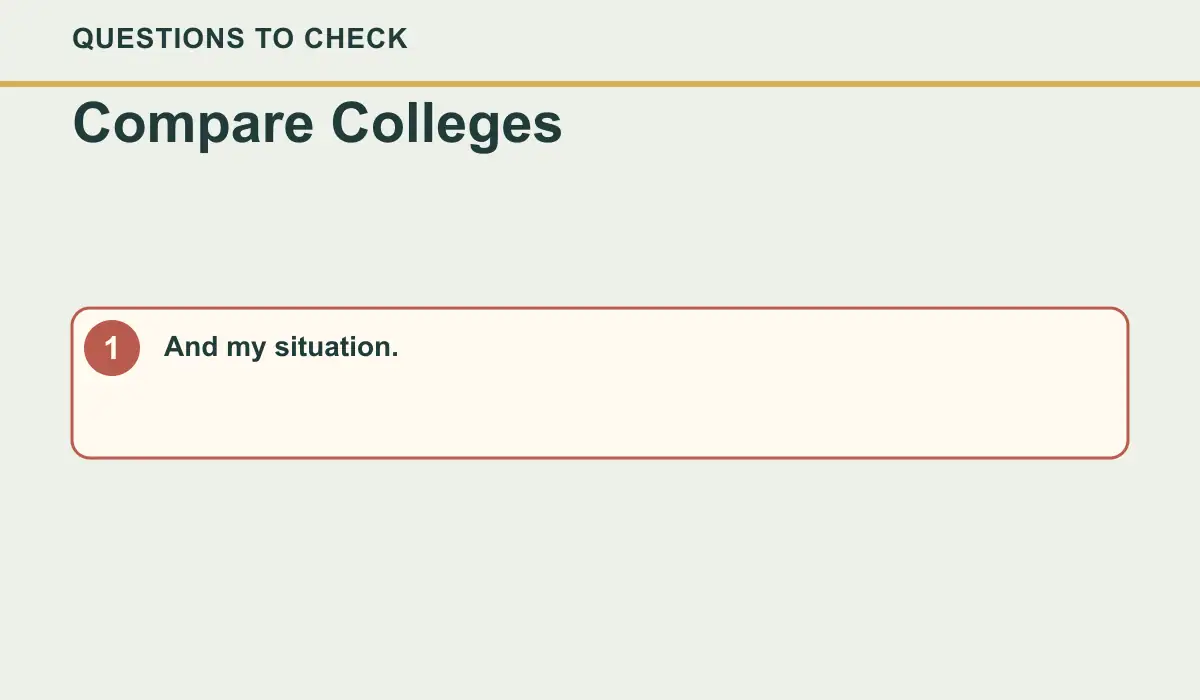 QUESTIONS TO CHECK
Compare Colleges
1 And my situation.